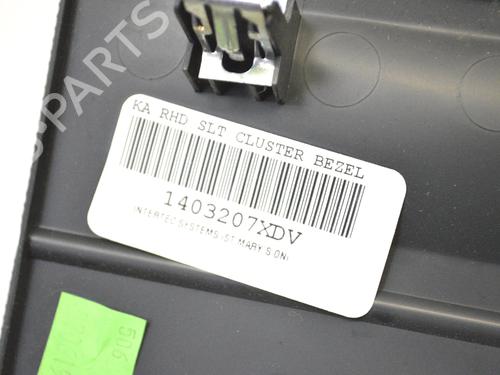 KA RHD SLT CLUSTER BEZEL
1403207XDV
INTERTEC SYSTEMS (ST.MARY'S ON)
506
PARTS